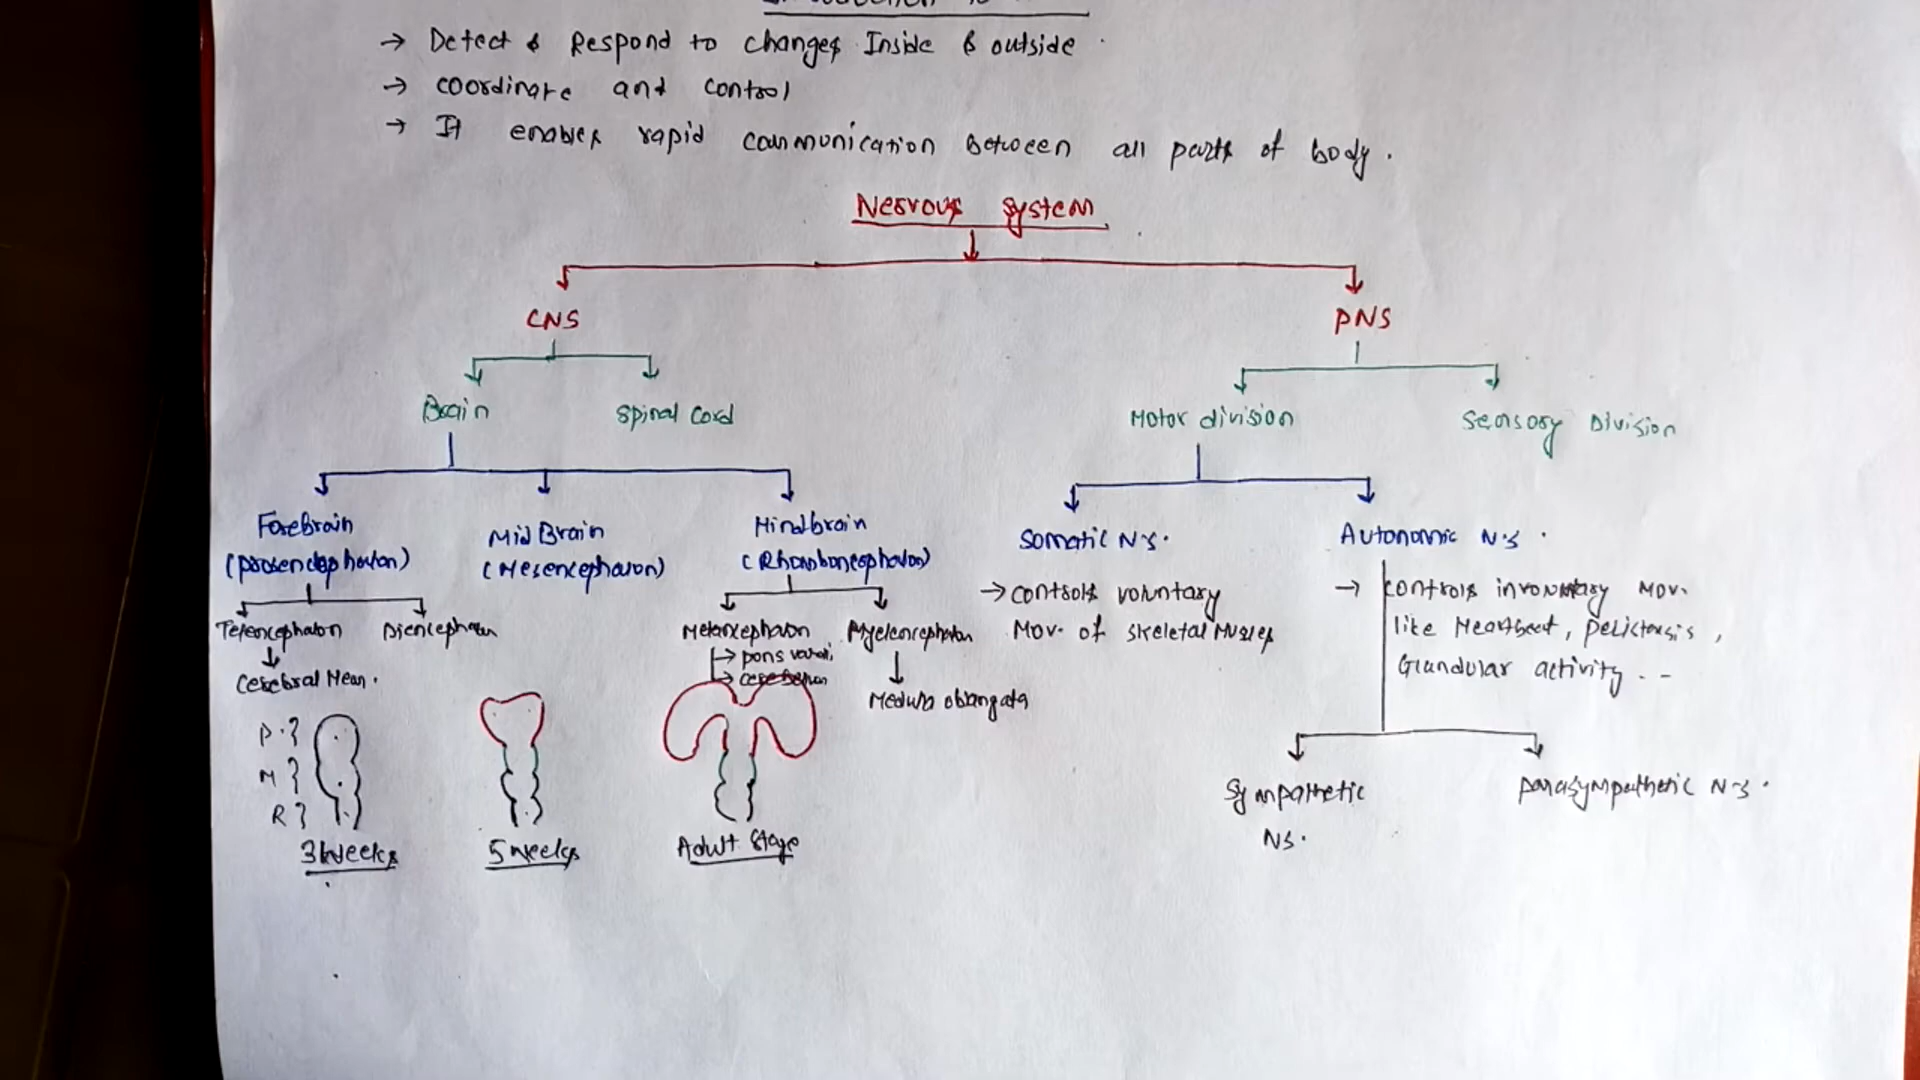 → Detect & Respond to changes Inside & outside.
→ coordinate and control
→ It enables rapid communication between all parts of body.
Nervous system
CNS
PNS
Brain
Spinal Cord
Motor division
Sensory Division
Forebrain
(prosencephalon)
Mid Brain
(Mesencephalon)
Hindbrain
(Rhombencephalon)
Somatic N.S.
→ controls voluntary
Mov. of skeletal Muscles
Autonomic N.S.
→ controls involuntary Mov.
like Heartbeat,
Glandular activity . -
Telencephalon
Diencephalon
Cerebral
Metencephalon
→ pons
→ cerebellum
Myelencephalon
Medulla oblongata
P.}
M}
R}
3 Weeks
5 Weeks
Adult Stage
Sympathetic
NS.
parasympathetic N.S.